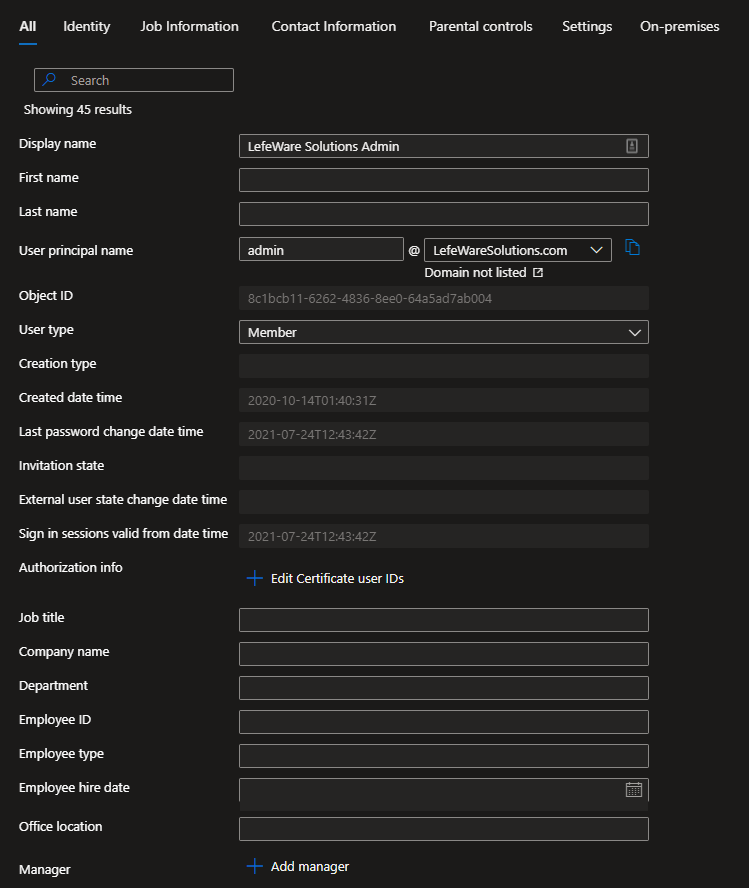 All Identity Job Information Contact Information Parental controls Settings On-premises
Search
Showing 45 results
Display name LefeWare Solutions Admin
First name
Last name
User principal name admin @ LefeWareSolutions.com
Domain not listed
Object ID 8c1bcb11-6262-4836-8ee0-64a5ad7ab004
User type Member
Creation type
Created date time 2020-10-14T01:40:31Z
Last password change date time 2021-07-24T12:43:42Z
Invitation state
External user state change date time
Sign in sessions valid from date time 2021-07-24T12:43:42Z
Authorization info
Edit Certificate user IDs
Job title
Company name
Department
Employee ID
Employee type
Employee hire date
Office location
Manager Add manager